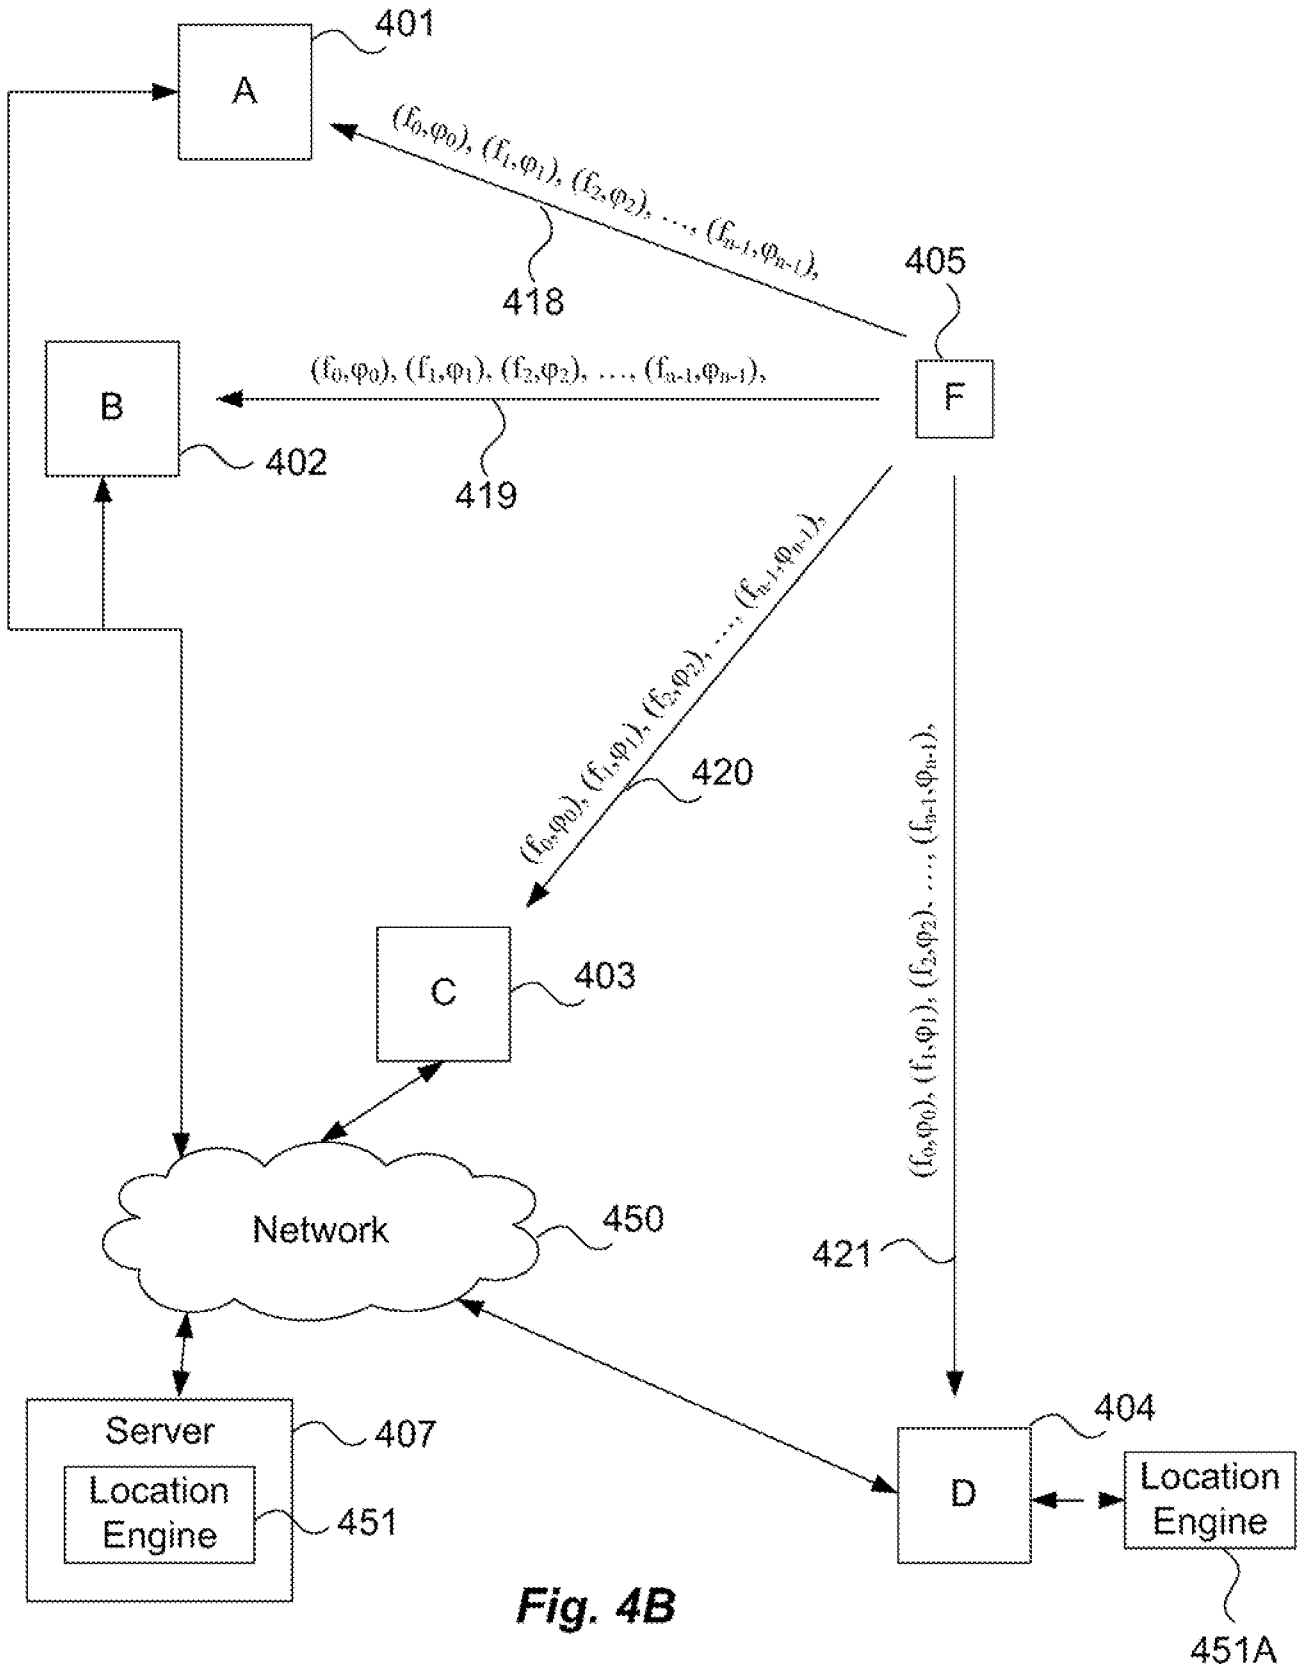 401
A
(f0,φ0), (f1,φ1), (f2,φ2), …, (fn-1,φn-1),
418
405
F
(f0,φ0), (f1,φ1), (f2,φ2), …, (fn-1,φn-1),
B
402
419
(f0,φ0), (f1,φ1), (f2,φ2), …, (fn-1,φn-1),
420
(f0,φ0), (f1,φ1), (f2,φ2), …, (fn-1,φn-1),
C
403
Network
450
421
Server
407
Location
Engine
451
404
D
Location
Engine
451A
Fig. 4B